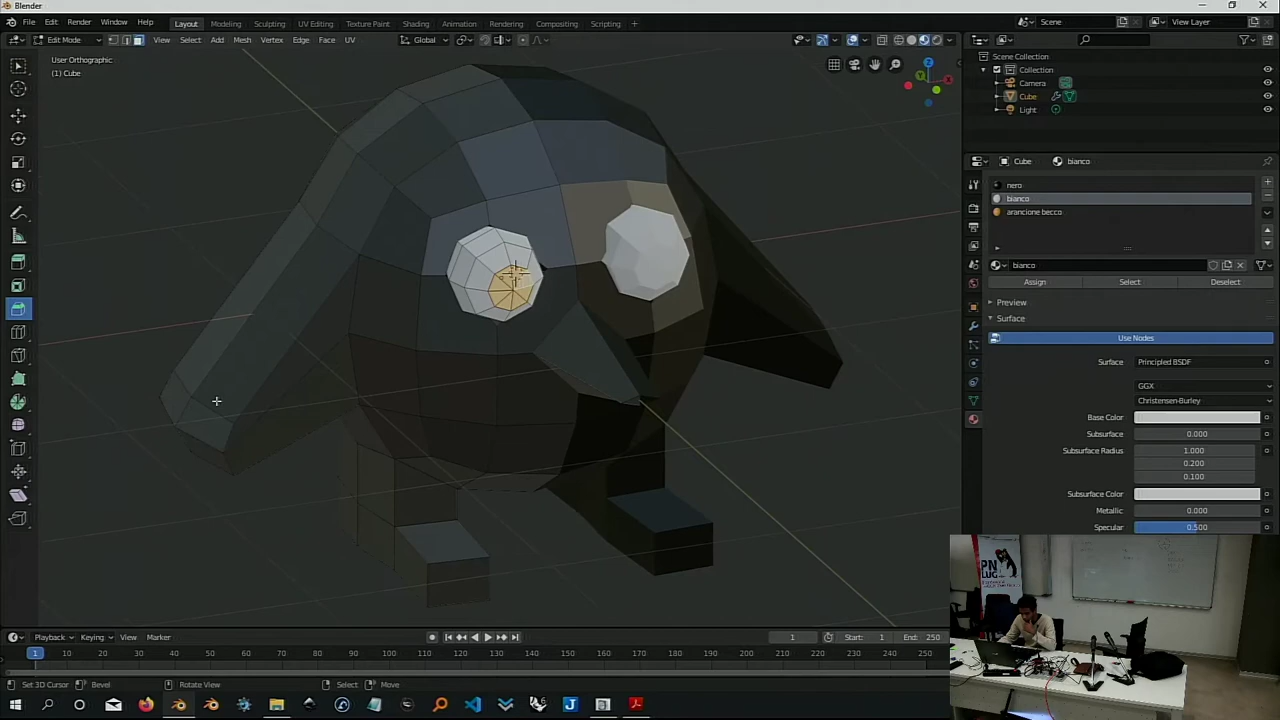 Blender
File Edit Render Window Help Layout Modeling Sculpting UV Editing Texture Paint Shading Animation Rendering Compositing Scripting + Scene View Layer
Edit Mode View Select Add Mesh Vertex Edge Face UV Global
User Orthographic
(1) Cube
Scene Collection
Collection
Camera
Cube
Light
Cube bianco
nero
bianco
arancione becco
bianco
Assign Select Deselect
Preview
Surface
Use Nodes
Surface Principled BSDF
GGX
Christensen-Burley
Base Color
Subsurface 0.000
Subsurface Radius 1.000
0.200
0.100
Subsurface Color
Metallic 0.000
Specular 0.500
PN
LUG
Playback Keying View Marker 1 Start: 1 End: 250
1 10 20 30 40 50 60 70 80 90 100 110 120 130 140 150 160 170 180 190 200 210 220 230 240 250
Set 3D Cursor Bevel Rotate View Select Move